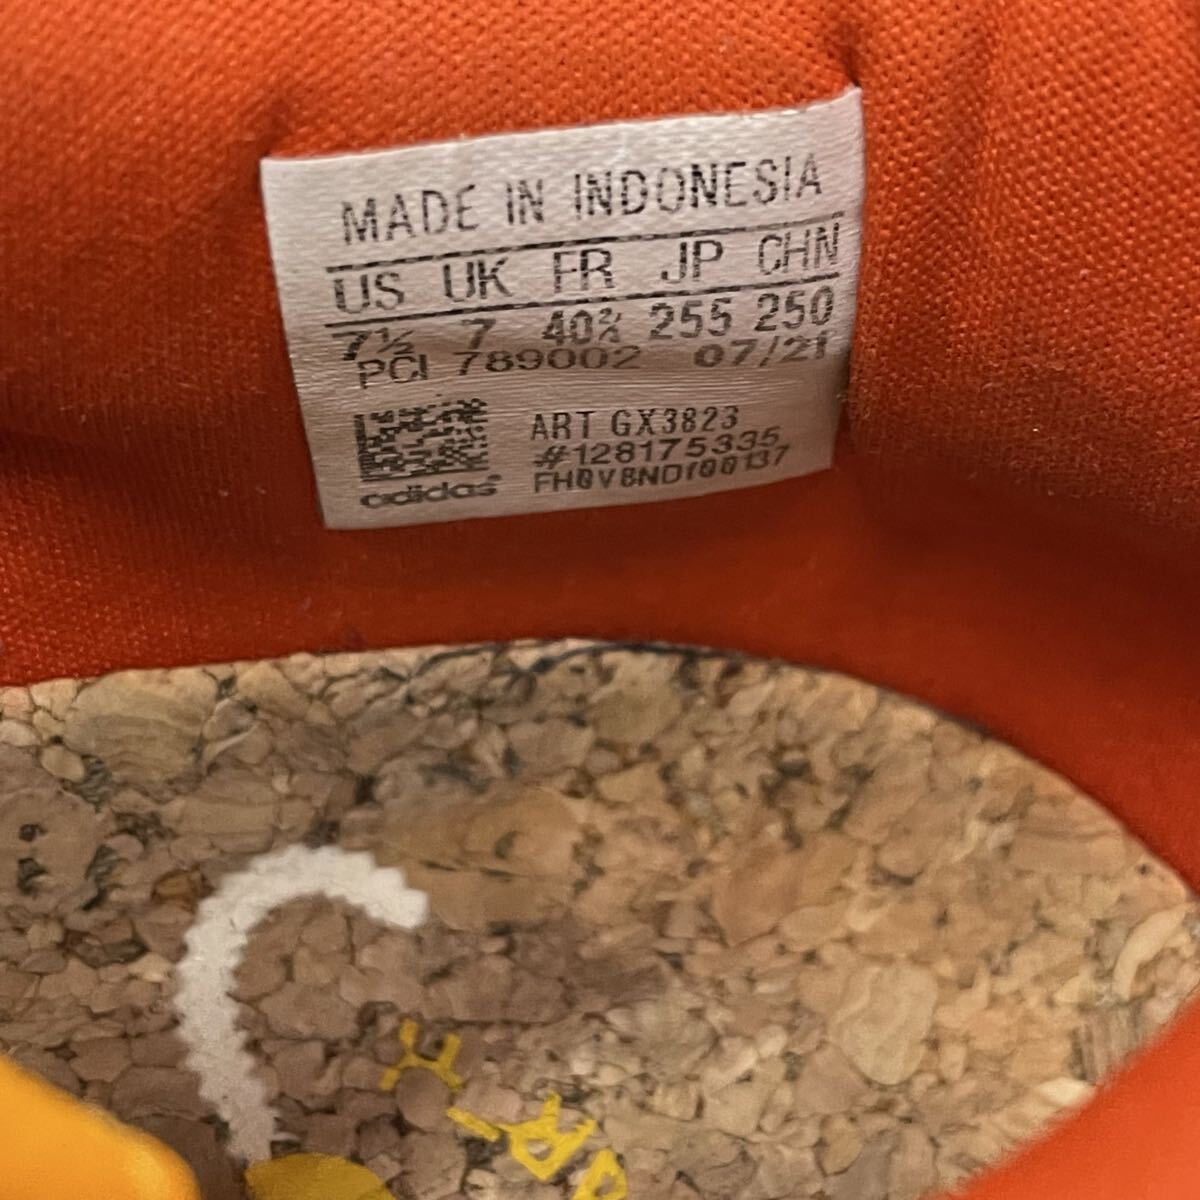 MADE IN INDONESIA
US UK FR JP CHN
7½ 7 40⅔ 255 250
PCI 789002 07/21
ART GX3823
#128175335
adidas